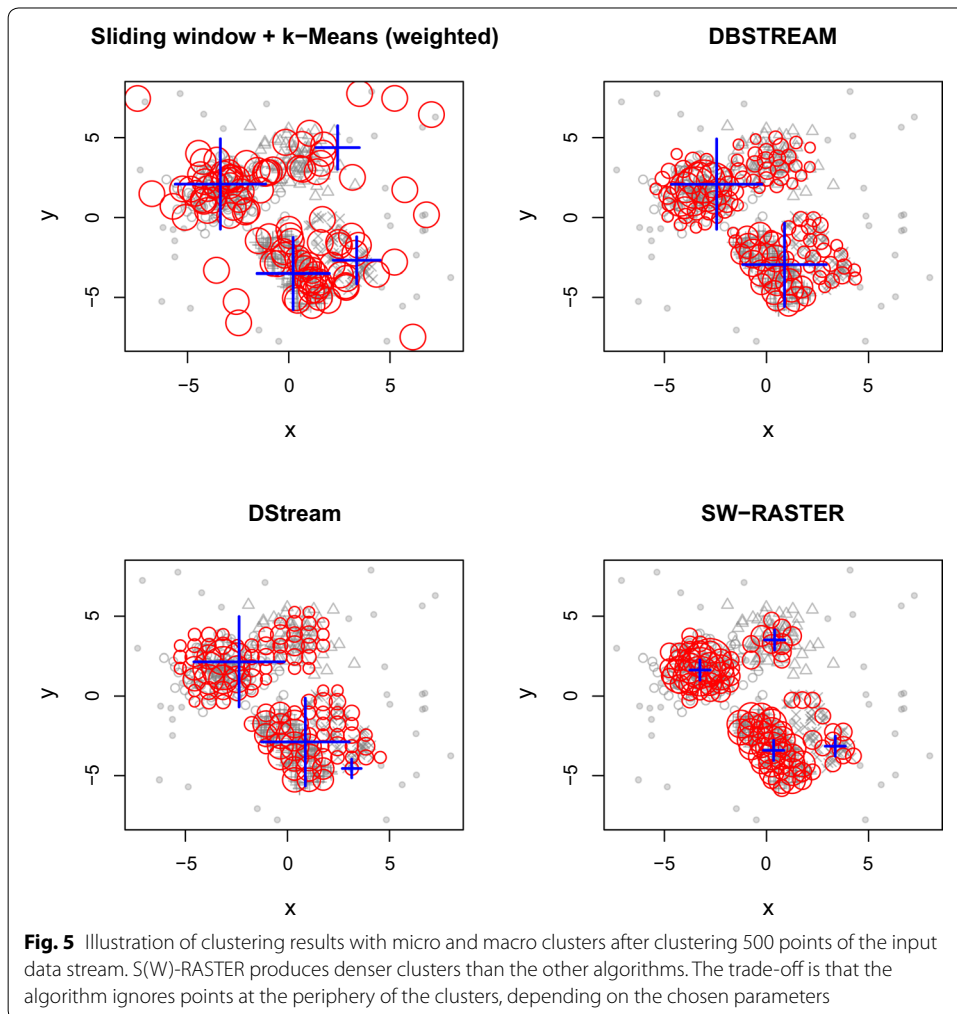 Sliding window + k−Means (weighted)
DBSTREAM
y
5
0
−5
−5
0
5
x
y
5
0
−5
−5
0
5
x
DStream
SW−RASTER
y
5
0
−5
−5
0
5
x
y
5
0
−5
−5
0
5
x
Fig. 5 Illustration of clustering results with micro and macro clusters after clustering 500 points of the input
data stream. S(W)-RASTER produces denser clusters than the other algorithms. The trade-off is that the
algorithm ignores points at the periphery of the clusters, depending on the chosen parameters